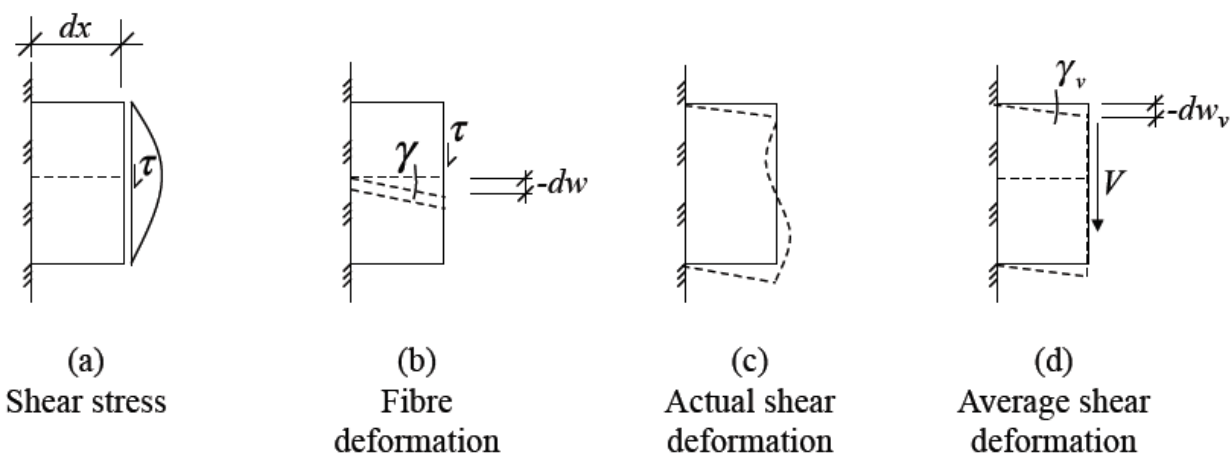 dx
τ
(a)
Shear stress
γ
τ
-dw
(b)
Fibre
deformation
(c)
Actual shear
deformation
γv
-dwv
V
(d)
Average shear
deformation